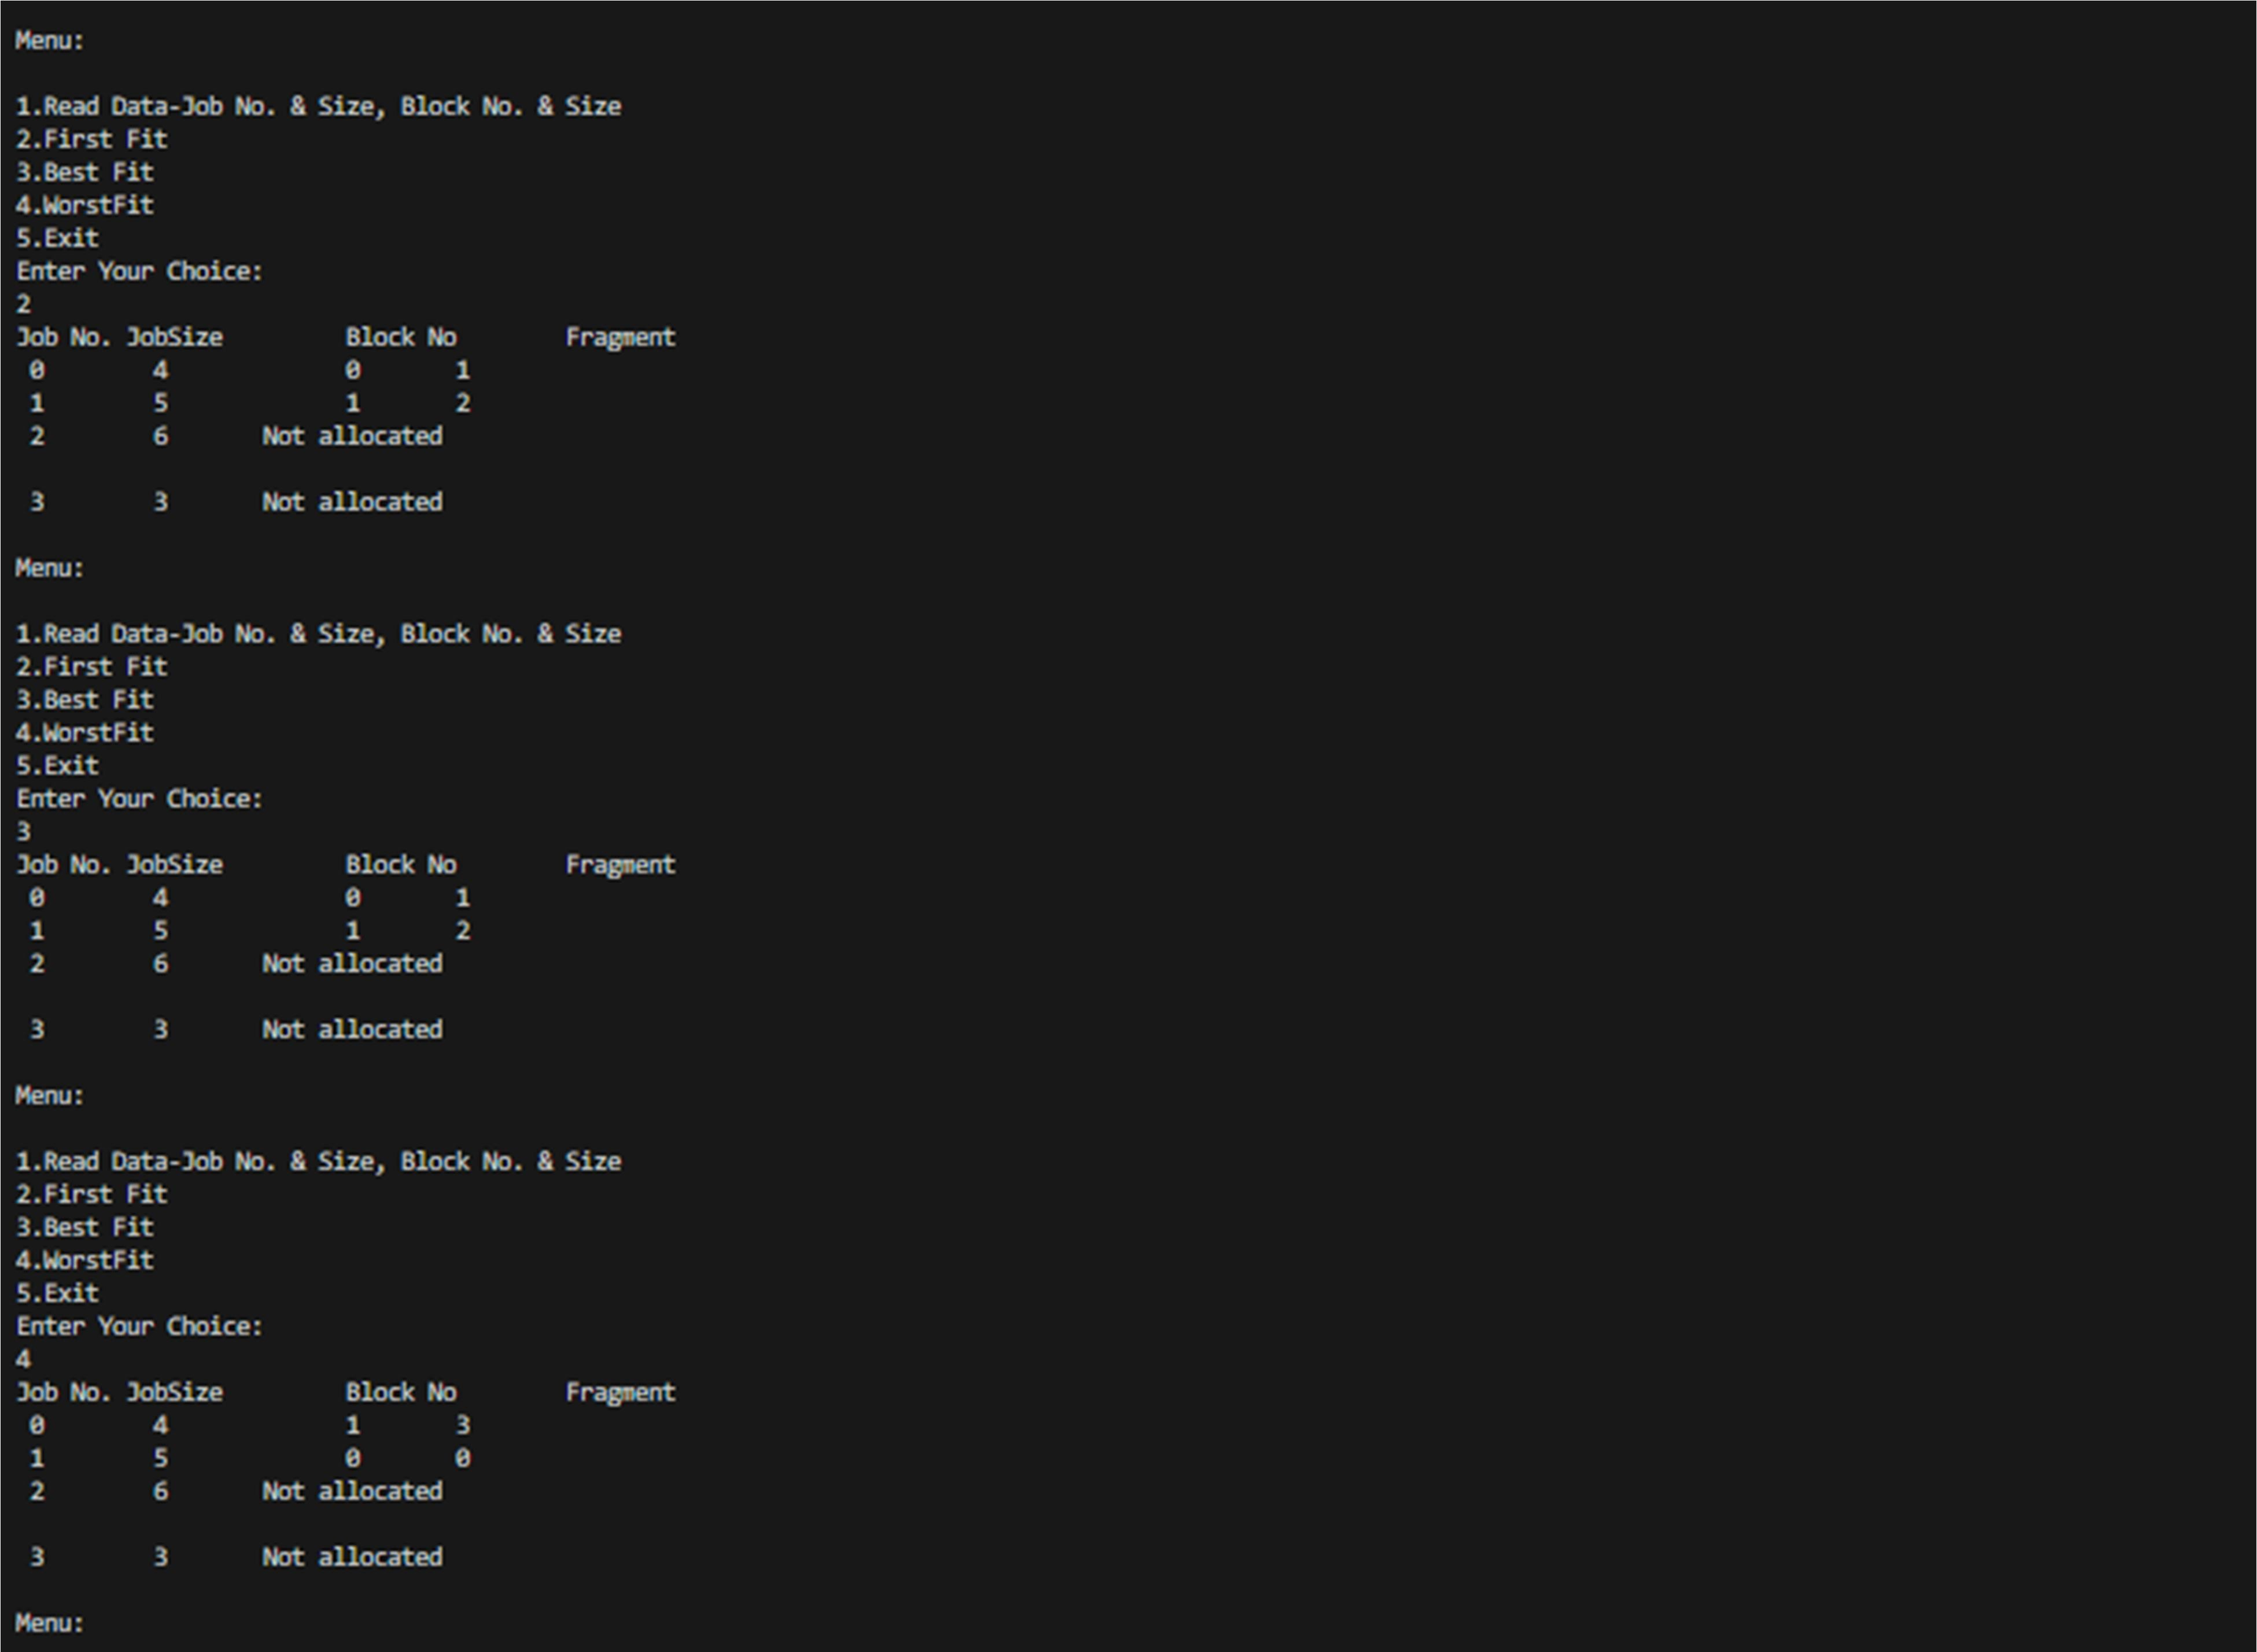 Menu:
1.Read Data-Job No. & Size, Block No. & Size
2.First Fit
3.Best Fit
4.WorstFit
5.Exit
Enter Your Choice:
2
Job No. JobSize Block No Fragment
0 4 0 1
1 5 1 2
2 6 Not allocated
3 3 Not allocated
Menu:
1.Read Data-Job No. & Size, Block No. & Size
2.First Fit
3.Best Fit
4.WorstFit
5.Exit
Enter Your Choice:
3
Job No. JobSize Block No Fragment
0 4 0 1
1 5 1 2
2 6 Not allocated
3 3 Not allocated
Menu:
1.Read Data-Job No. & Size, Block No. & Size
2.First Fit
3.Best Fit
4.WorstFit
5.Exit
Enter Your Choice:
4
Job No. JobSize Block No Fragment
0 4 1 3
1 5 0 0
2 6 Not allocated
3 3 Not allocated
Menu: